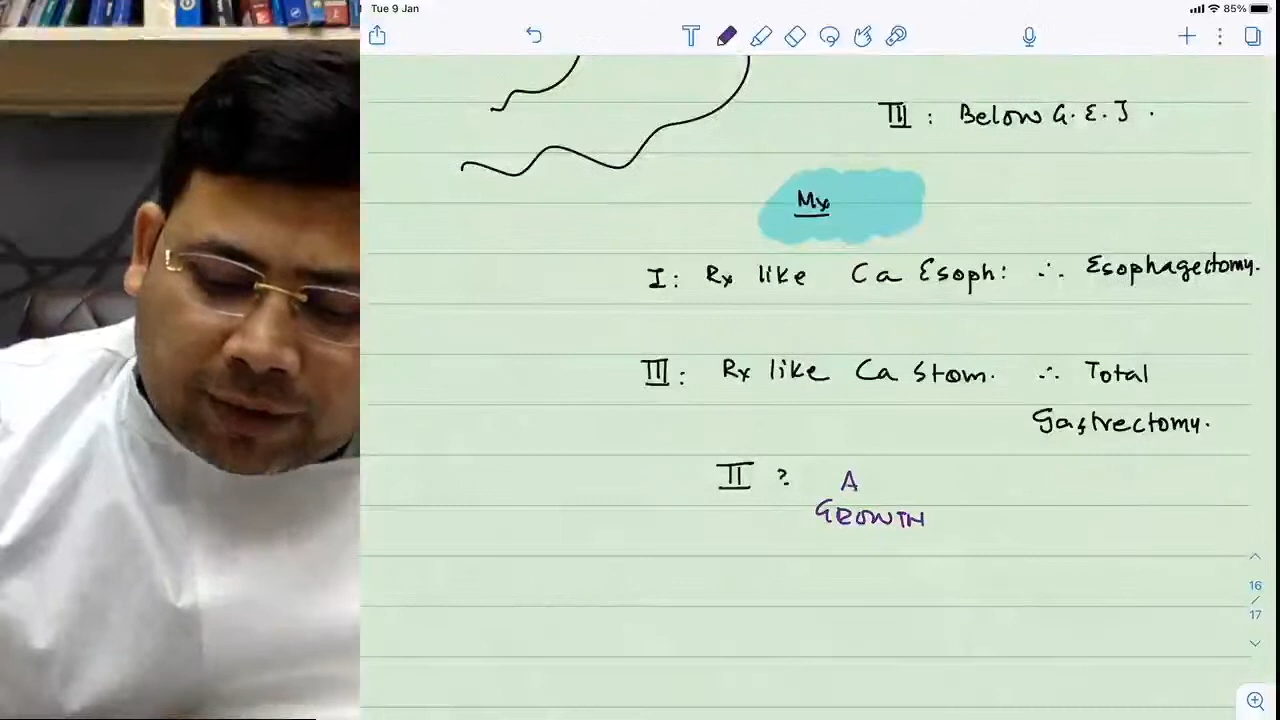 Tue 9 Jan
85%
III : Below G.E.J.
Mx
I : Rx like Ca Esoph: ∴ Esophagectomy.
III : Rx like Ca Stom. ∴ Total
Gastrectomy.
II ? A
GROWTH
16
17